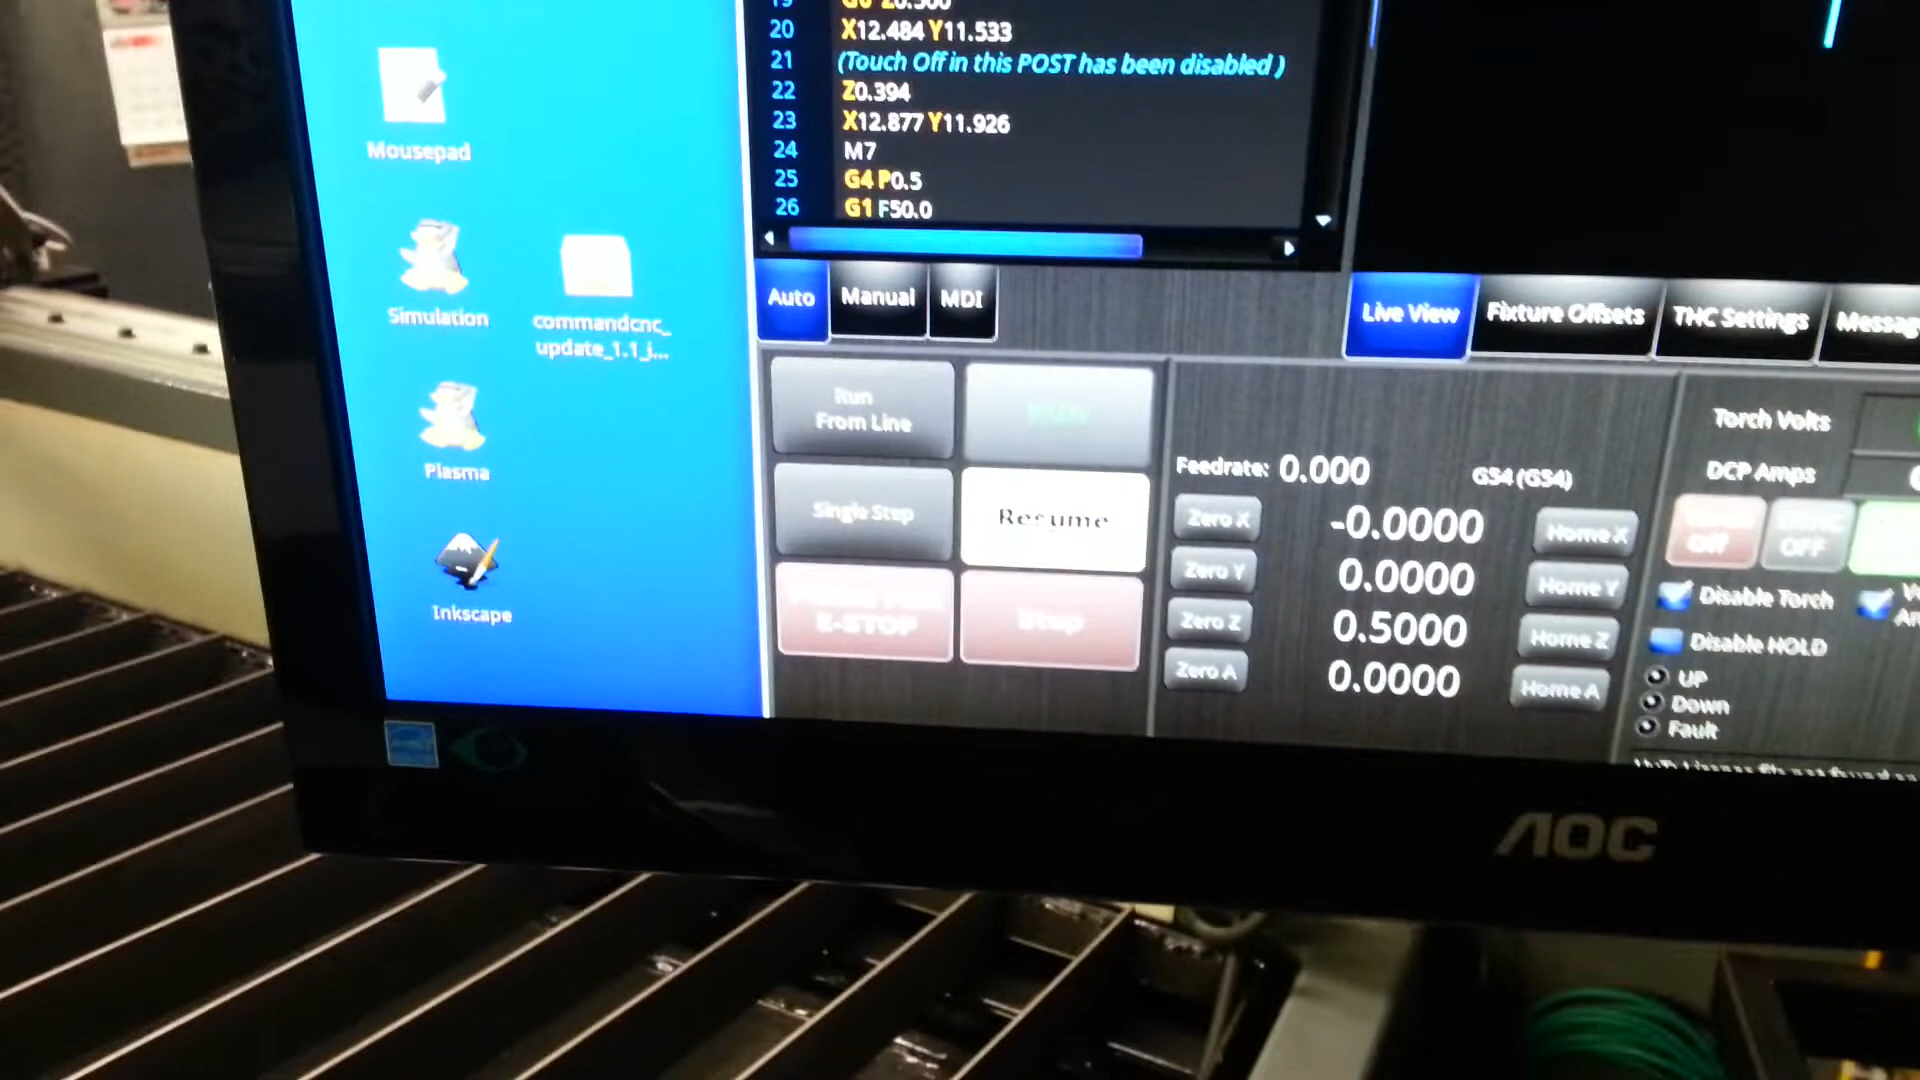 Mousepad
Simulation
commandcnc_
update_1.1_i...
Plasma
Inkscape
19
20 X12.484 Y11.533
21 (Touch Off in this POST has been disabled )
22 Z0.394
23 X12.877 Y11.926
24 M7
25 G4 P0.5
26 G1 F50.0
Auto Manual MDI
Live View Fixture Offsets THC Settings Messag
Run
From Line
Single Step
Resume
E-STOP
Stop
Feedrate: 0.000 G54 (G54)
Zero X -0.0000 Home X
Zero Y 0.0000 Home Y
Zero Z 0.5000 Home Z
Zero A 0.0000 Home A
Torch Volts
DCP Amps
Off
OFF
Disable Torch
Disable HOLD
UP
Down
Fault
AOC